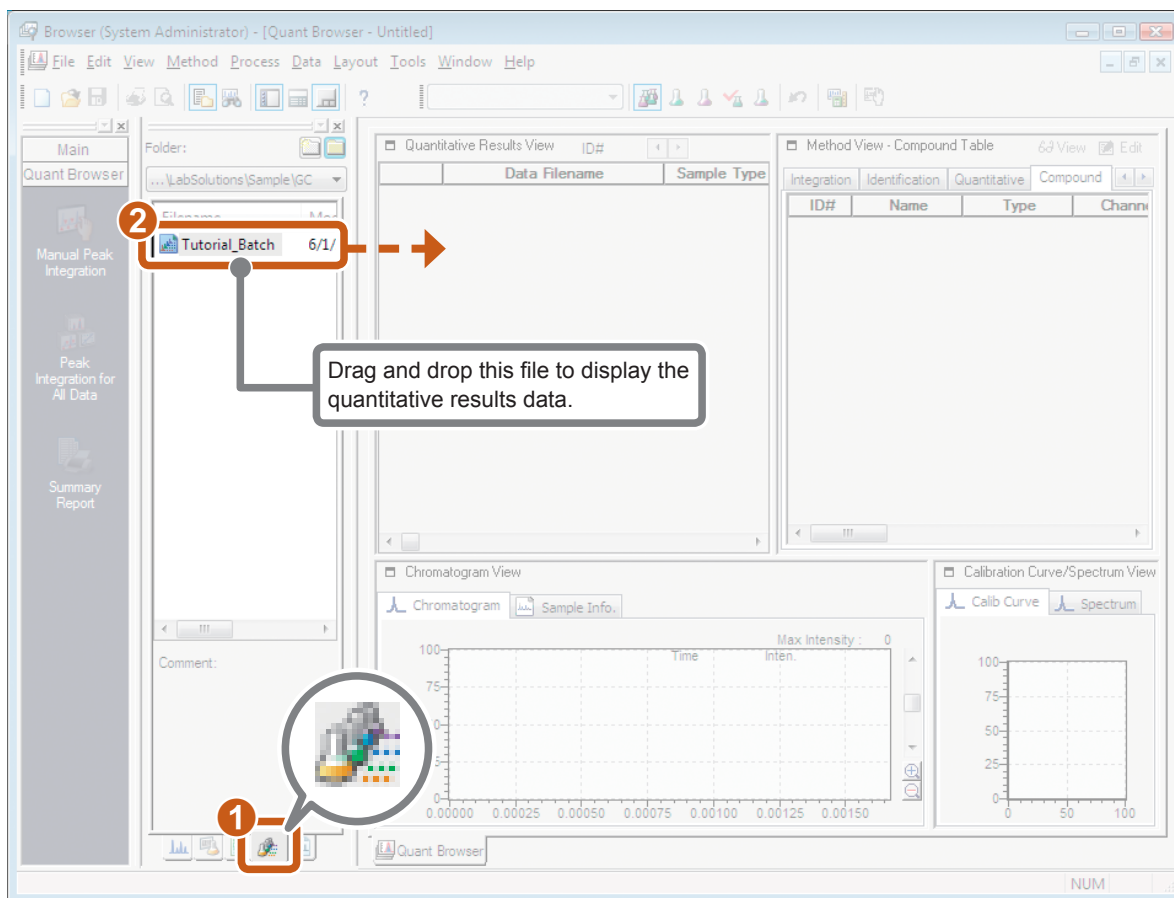 Browser (System Administrator) - [Quant Browser - Untitled]
File Edit View Method Process Data Layout Tools Window Help
Main
Quant Browser
Manual Peak
Integration
Peak
Integration for
All Data
Summary
Report
Folder:
...\LabSolutions\Sample\GC
Filename
2
Tutorial_Batch 6/1/
Drag and drop this file to display the
quantitative results data.
Comment:
1
Quantitative Results View ID#
Data Filename Sample Type
Method View - Compound Table View Edit
Integration Identification Quantitative Compound
ID# Name Type Channe
Chromatogram View
Chromatogram Sample Info.
Max Intensity : 0
Time Inten.
100
75
0
5
0
0.00000 0.00025 0.00050 0.00075 0.00100 0.00125 0.00150
Calibration Curve/Spectrum View
Calib Curve Spectrum
100
75
50
25
0
0 50 100
Quant Browser
NUM